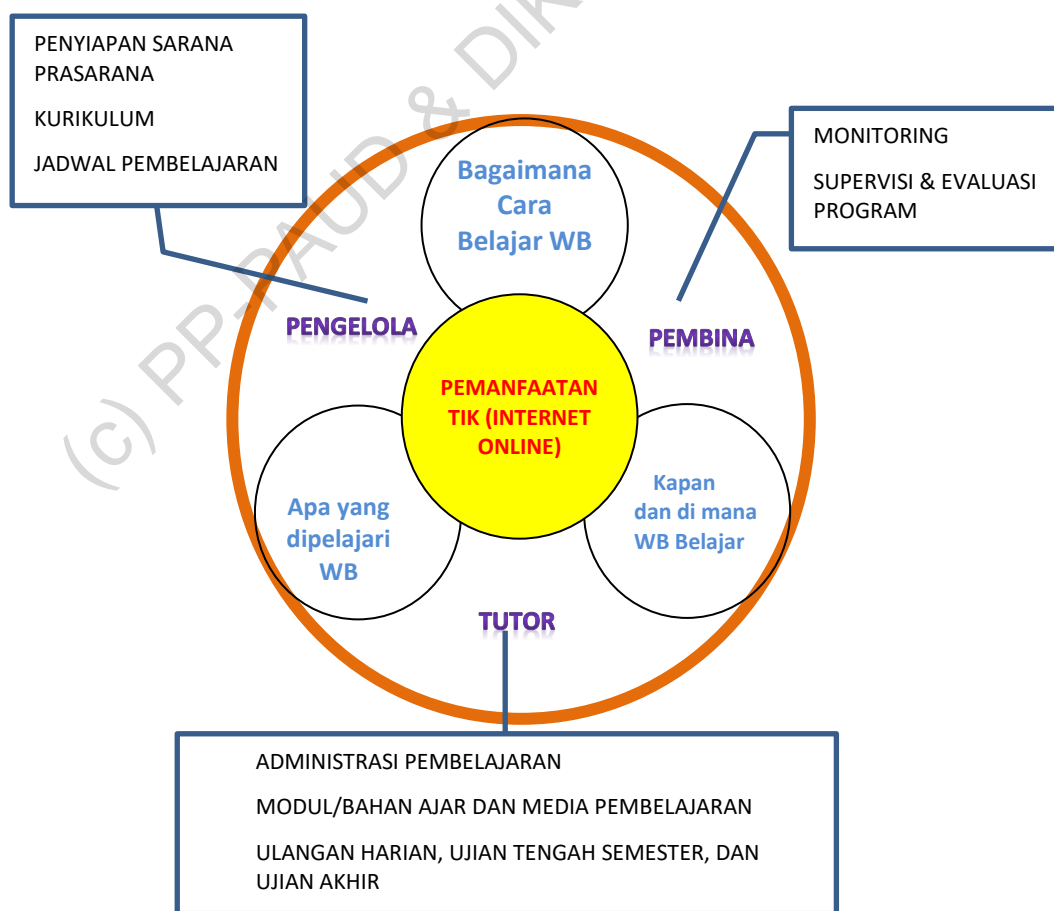 PENYIAPAN SARANA
PRASARANA
KURIKULUM
JADWAL PEMBELAJARAN
MONITORING
SUPERVISI & EVALUASI
PROGRAM
Bagaimana
Cara
Belajar WB
PENGELOLA
PEMBINA
PEMANFAATAN
TIK (INTERNET
ONLINE)
Apa yang
dipelajari
WB
Kapan
dan di mana
WB Belajar
TUTOR
ADMINISTRASI PEMBELAJARAN
MODUL/BAHAN AJAR DAN MEDIA PEMBELAJARAN
ULANGAN HARIAN, UJIAN TENGAH SEMESTER, DAN
UJIAN AKHIR
(c) PP-PAUD & DIK